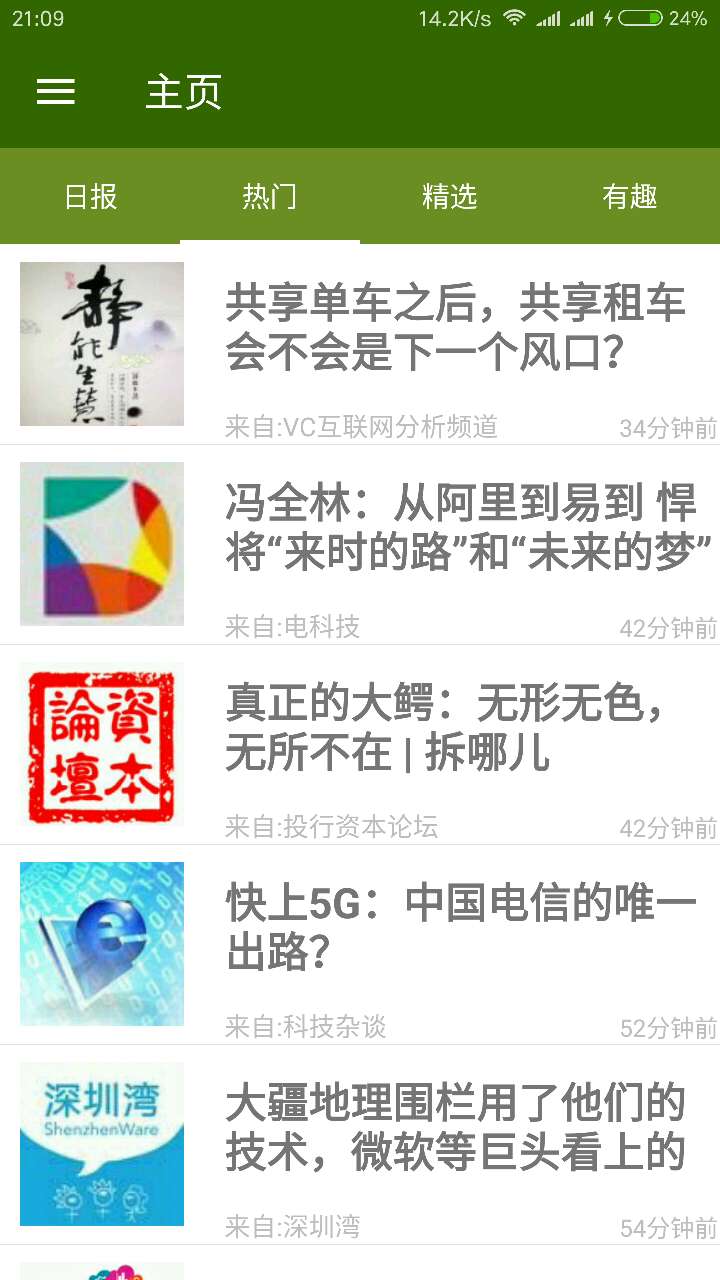 21:09
14.2K/s
24%
主页
日报
热门
精选
有趣
静
能
生
慧
共享单车之后，共享租车
会不会是下一个风口？
来自:VC互联网分析频道
34分钟前
冯全林：从阿里到易到 悍
将“来时的路”和“未来的梦”
来自:电科技
42分钟前
資本
論壇
真正的大鳄：无形无色，
无所不在 | 拆哪儿
来自:投行资本论坛
42分钟前
快上5G：中国电信的唯一
出路？
来自:科技杂谈
52分钟前
深圳湾
ShenzhenWare
大疆地理围栏用了他们的
技术，微软等巨头看上的
来自:深圳湾
54分钟前